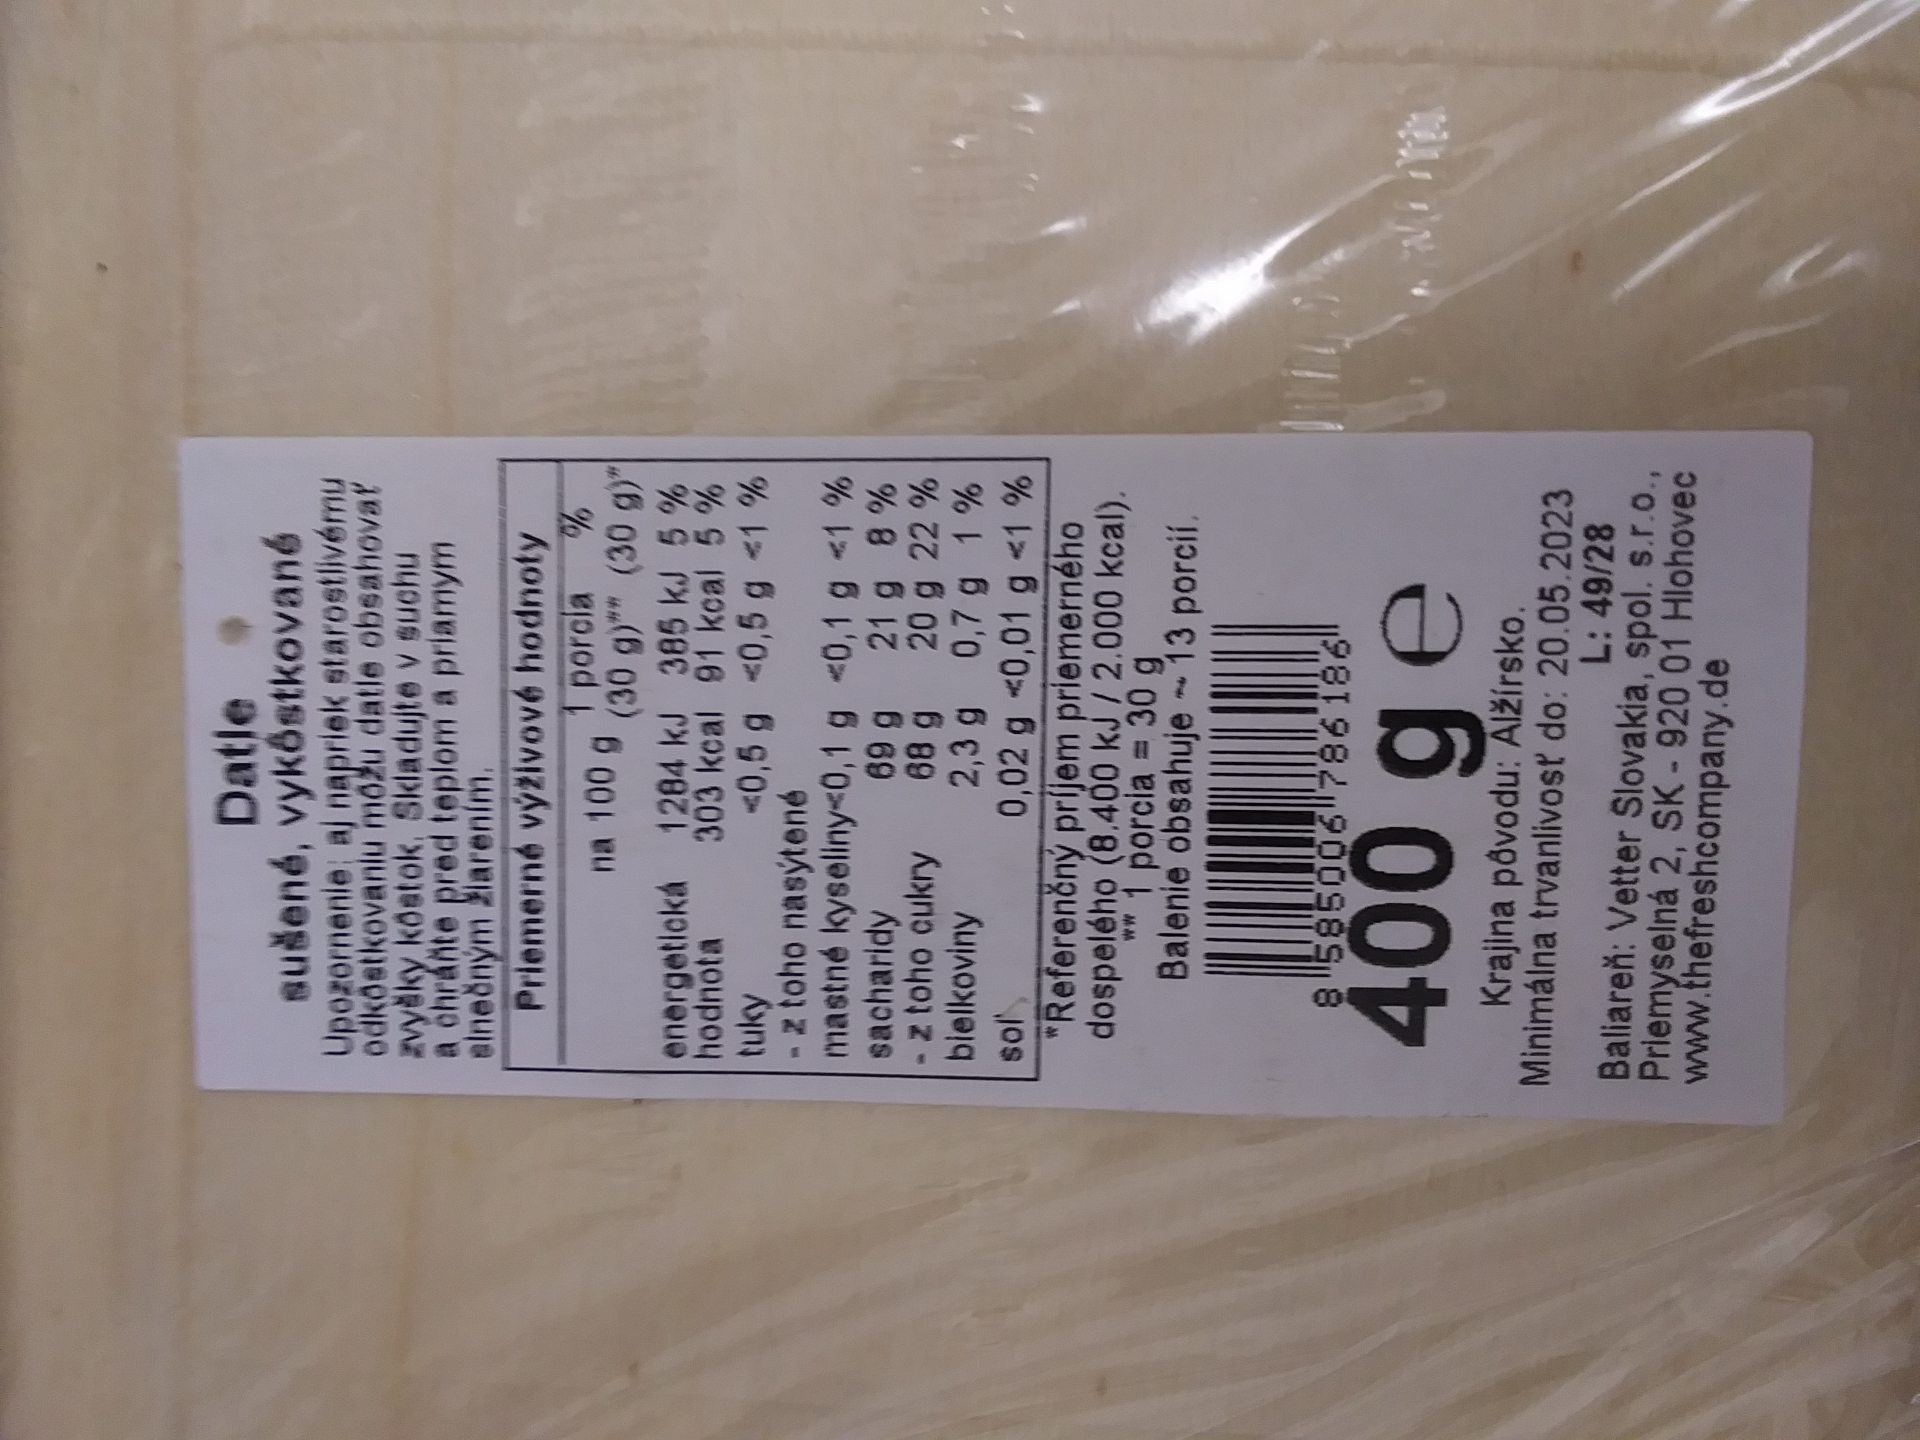 Datle
sušené, vykôstkované
Upozornenie: aj napriek starostlivému
odkôstkovaniu môžu datle obsahovať
zvyšky kôstok. Skladujte v suchu
a chráňte pred teplom a priamym
slnečným žiarením.
Priemerné výživové hodnoty
na 100 g 1 porcia %
(30 g)** (30 g)*
energetická 1284 kJ 385 kJ 5 %
hodnota 303 kcal 91 kcal 5 %
tuky <0,5 g <0,5 g <1 %
- z toho nasýtené
mastné kyseliny<0,1 g <0,1 g <1 %
sacharidy 69 g 21 g 8 %
- z toho cukry 68 g 20 g 22 %
bielkoviny 2,3 g 0,7 g 1 %
soľ 0,02 g <0,01 g <1 %
*Referenčný príjem priemerného
dospelého (8.400 kJ / 2.000 kcal).
** 1 porcia = 30 g
Balenie obsahuje ~ 13 porcií.
8 585006 786186
400 g e
Krajina pôvodu: Alžírsko.
Minimálna trvanlivosť do: 20.05.2023
L: 49/28
Baliareň: Vetter Slovakia, spol. s.r.o.,
Priemyselná 2, SK - 920 01 Hlohovec
www.thefreshcompany.de